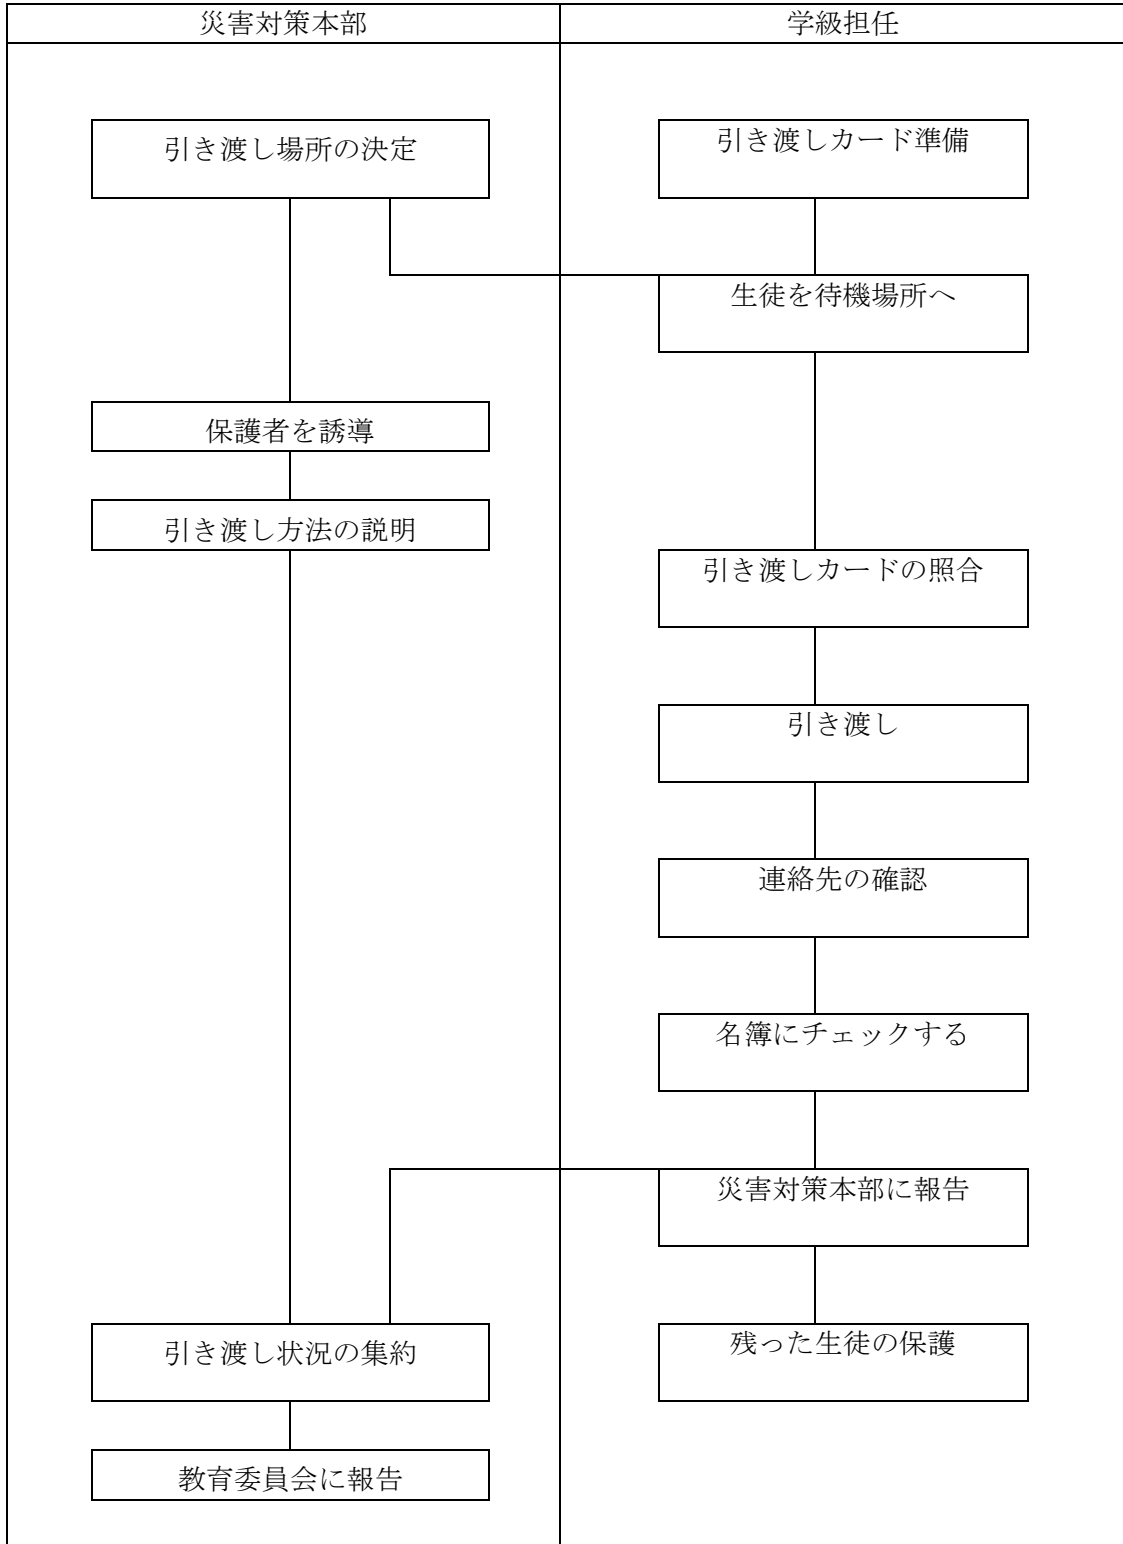 災害対策本部
学級担任
引き渡し場所の決定
引き渡しカード準備
生徒を待機場所へ
保護者を誘導
引き渡し方法の説明
引き渡しカードの照合
引き渡し
連絡先の確認
名簿にチェックする
災害対策本部に報告
引き渡し状況の集約
残った生徒の保護
教育委員会に報告